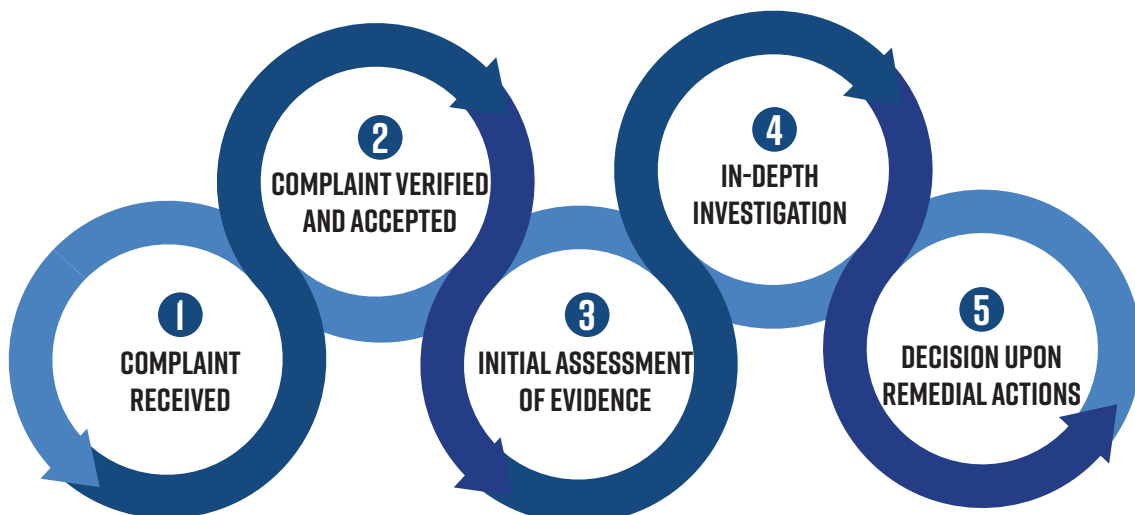 1
COMPLAINT
RECEIVED
2
COMPLAINT VERIFIED
AND ACCEPTED
3
INITIAL ASSESSMENT
OF EVIDENCE
4
IN-DEPTH
INVESTIGATION
5
DECISION UPON
REMEDIAL ACTIONS